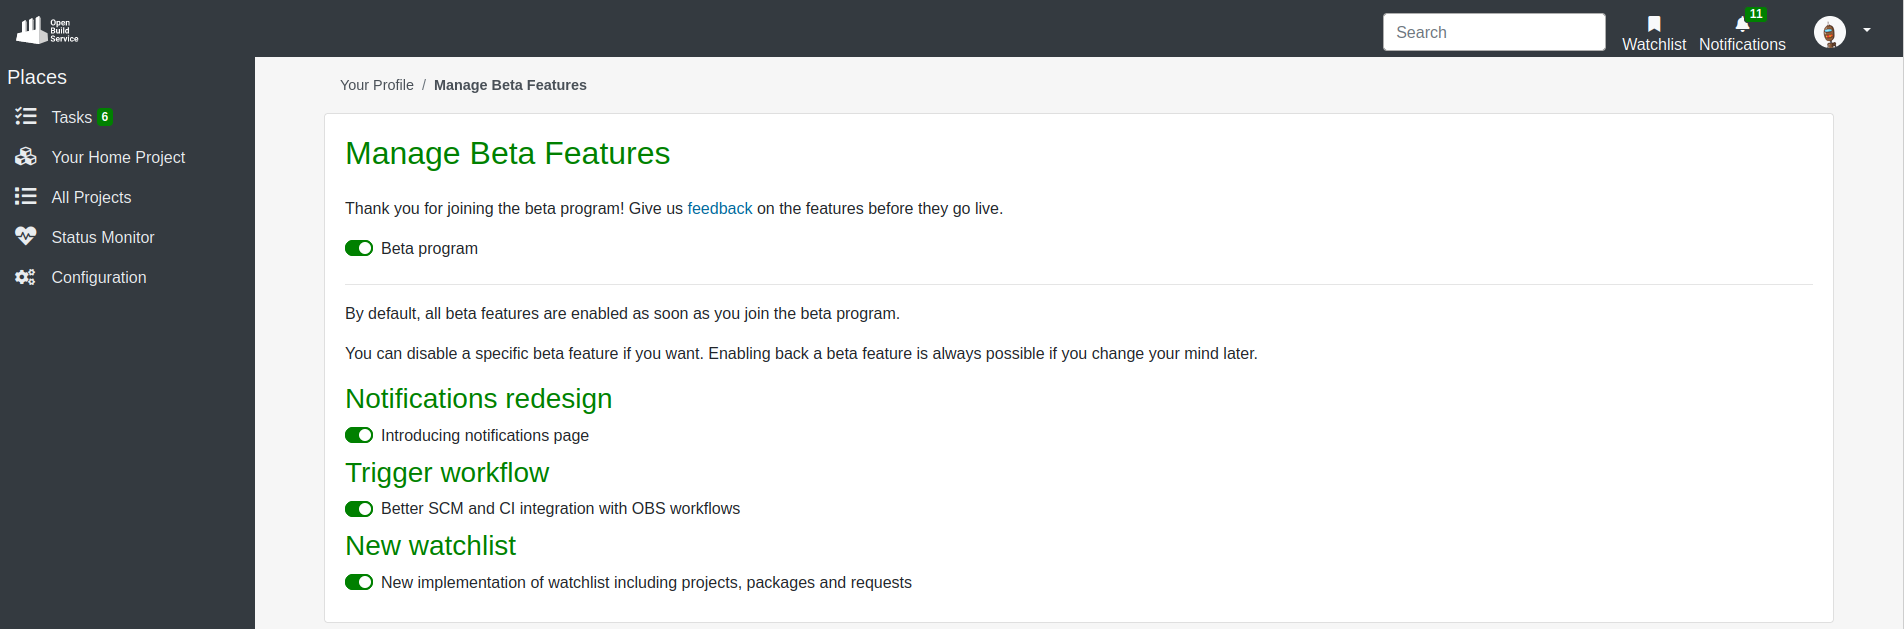 Open
Build
Service
Search
Watchlist
11
Notifications
Places
Tasks 6
Your Home Project
All Projects
Status Monitor
Configuration
Your Profile / Manage Beta Features
Manage Beta Features
Thank you for joining the beta program! Give us feedback on the features before they go live.
Beta program
By default, all beta features are enabled as soon as you join the beta program.
You can disable a specific beta feature if you want. Enabling back a beta feature is always possible if you change your mind later.
Notifications redesign
Introducing notifications page
Trigger workflow
Better SCM and CI integration with OBS workflows
New watchlist
New implementation of watchlist including projects, packages and requests